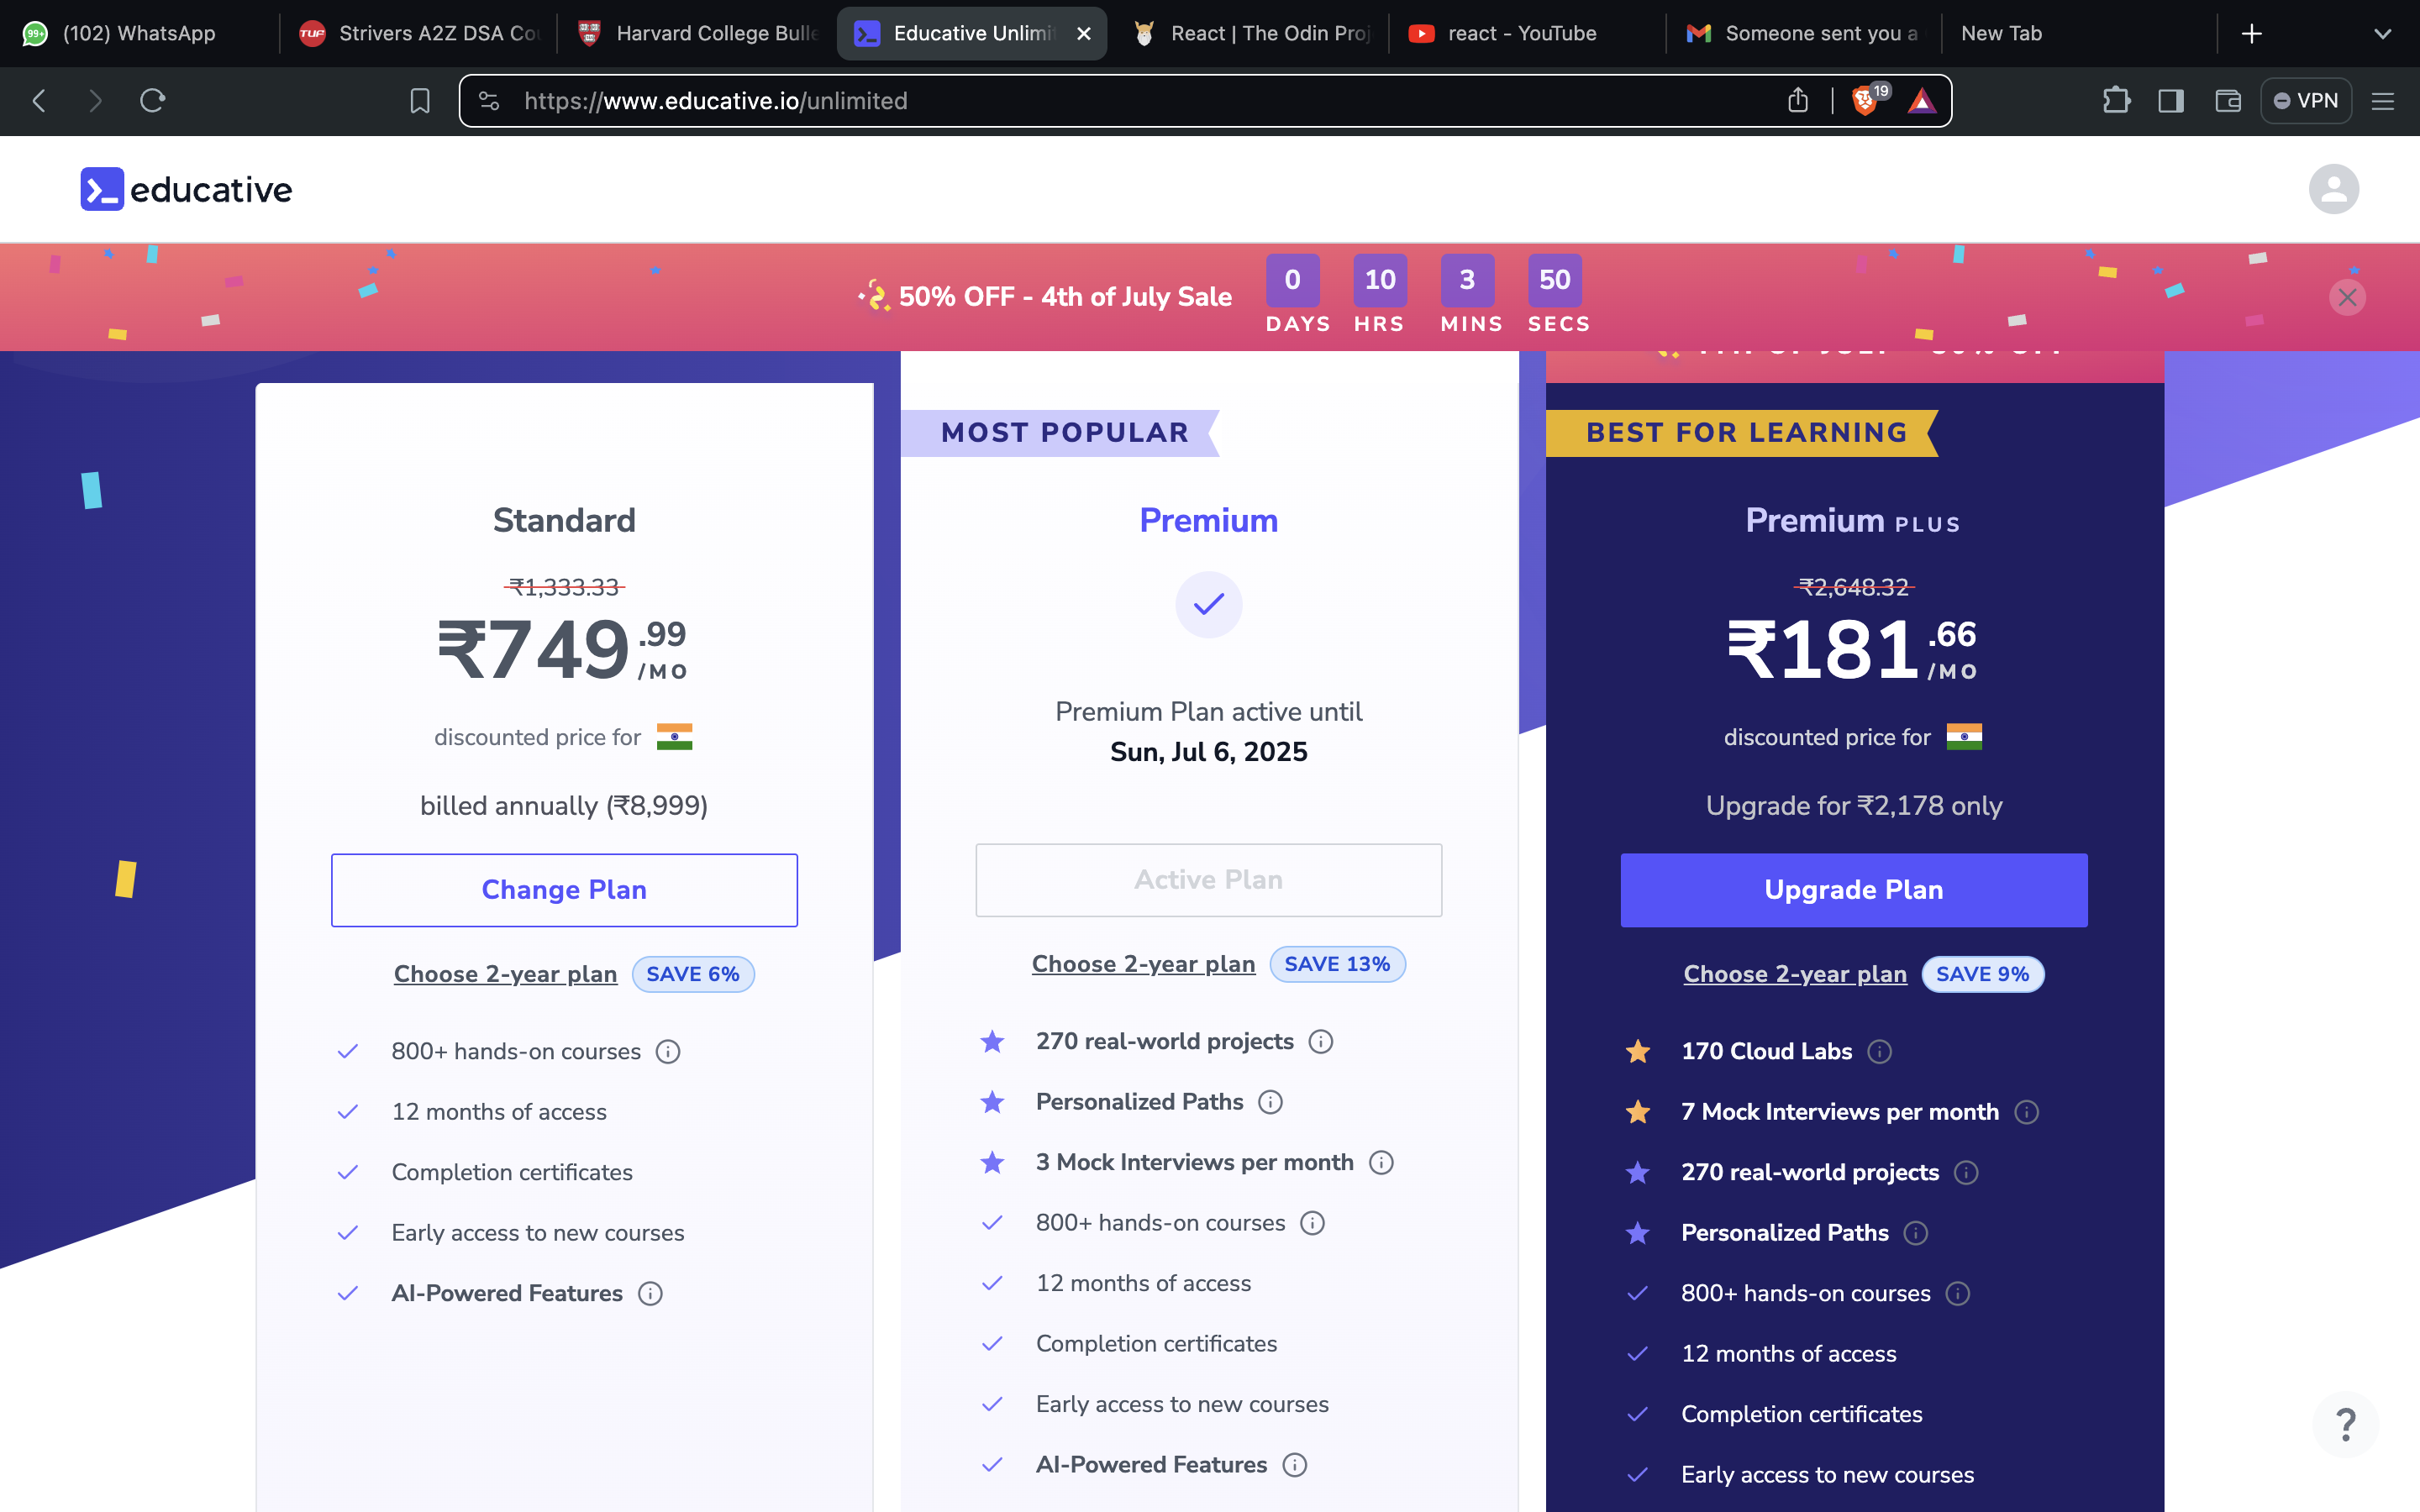 (102) WhatsApp
Strivers A2Z DSA Cou
Harvard College Bulle
Educative Unlimit
React | The Odin Proj
react - YouTube
Someone sent you a
New Tab
https://www.educative.io/unlimited
19
VPN
educative
50% OFF - 4th of July Sale
0 10 3 50
DAYS HRS MINS SECS
MOST POPULAR
BEST FOR LEARNING
Standard
₹1,333.33
₹749.99
/MO
discounted price for
billed annually (₹8,999)
Change Plan
Choose 2-year plan SAVE 6%
800+ hands-on courses
12 months of access
Completion certificates
Early access to new courses
AI-Powered Features
Premium
Premium Plan active until
Sun, Jul 6, 2025
Active Plan
Choose 2-year plan SAVE 13%
270 real-world projects
Personalized Paths
3 Mock Interviews per month
800+ hands-on courses
12 months of access
Completion certificates
Early access to new courses
AI-Powered Features
Premium PLUS
₹2,648.32
₹181.66
/MO
discounted price for
Upgrade for ₹2,178 only
Upgrade Plan
Choose 2-year plan SAVE 9%
170 Cloud Labs
7 Mock Interviews per month
270 real-world projects
Personalized Paths
800+ hands-on courses
12 months of access
Completion certificates
Early access to new courses
?